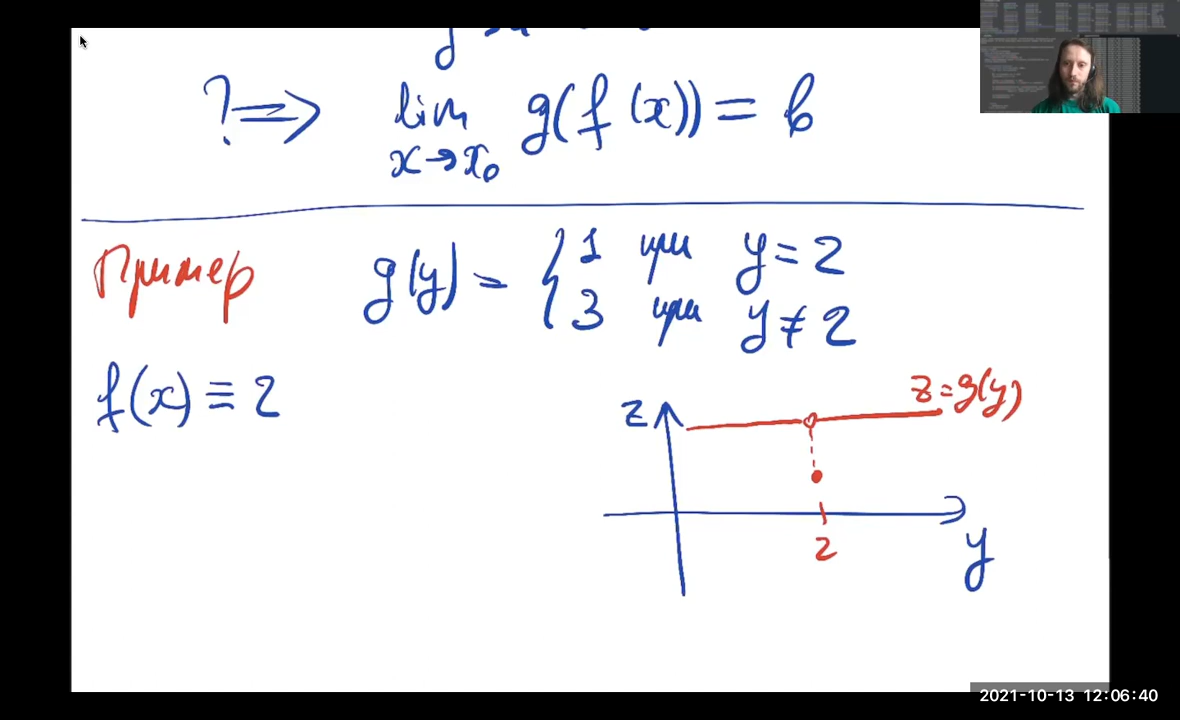 ? ⟹ lim g(f(x)) = b
x→x₀
Пример g(y) = { 1 при y = 2
3 при y ≠ 2
f(x) ≡ 2
z z=g(y)
2
y
2021-10-13 12:06:40